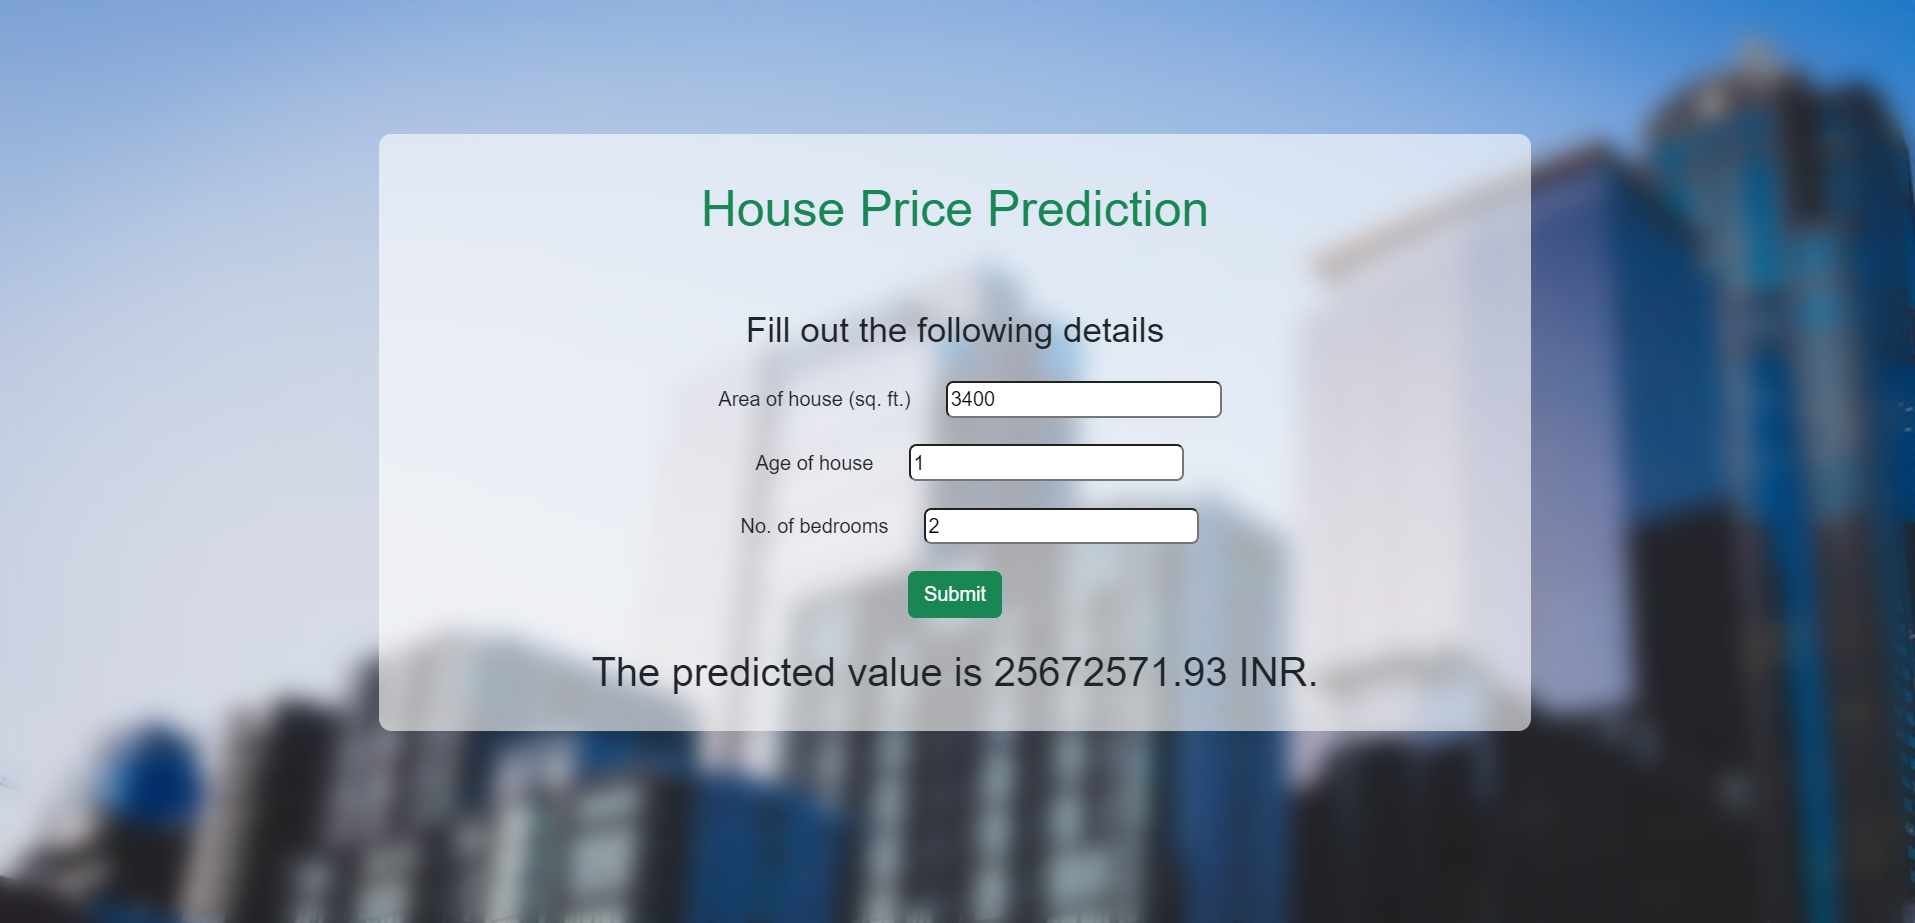 House Price Prediction
Fill out the following details
Area of house (sq. ft.) 3400
Age of house 1
No. of bedrooms 2
Submit
The predicted value is 25672571.93 INR.